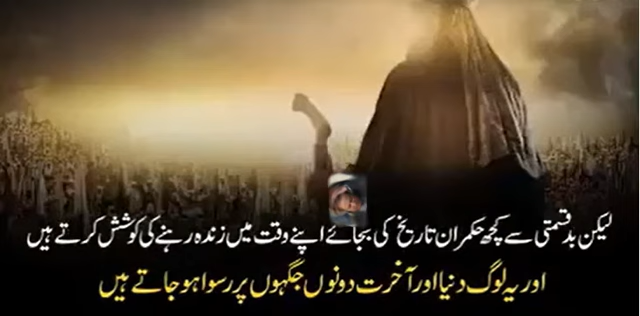 لیکن بدقسمتی سے کچھ حکمران تاریخ کی بجائے اپنے وقت میں زندہ رہنے کی کوشش کرتے ہیں
اور یہ لوگ دنیا اور آخرت دونوں جگہوں پر رسوا ہو جاتے ہیں